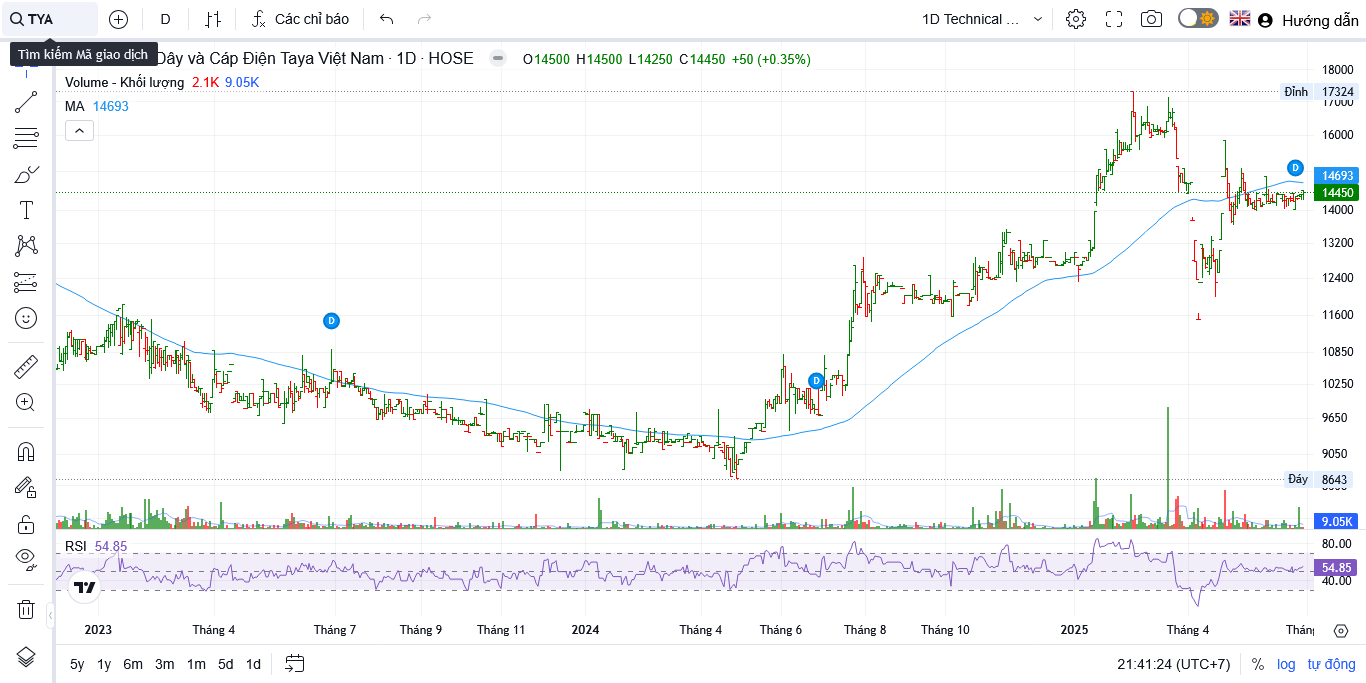 TYA D Các chỉ báo 1D Technical ... Hướng dẫn
Tìm kiếm Mã giao dịch
Dây và Cáp Điện Taya Việt Nam · 1D · HOSE O14500 H14500 L14250 C14450 +50 (+0.35%)
Volume - Khối lượng 2.1K 9.05K
MA 14693
18000
Đỉnh 17324
17000
16000
D
14693
14450
14000
13200
12400
D
11600
10850
D
10250
9650
9050
Đáy 8643
9.05K
RSI 54.85
80.00
54.85
40.00
2023 Tháng 4 Tháng 7 Tháng 9 Tháng 11 2024 Tháng 4 Tháng 6 Tháng 8 Tháng 10 2025 Tháng 4 Thán
5y 1y 6m 3m 1m 5d 1d 21:41:24 (UTC+7) % log tự động